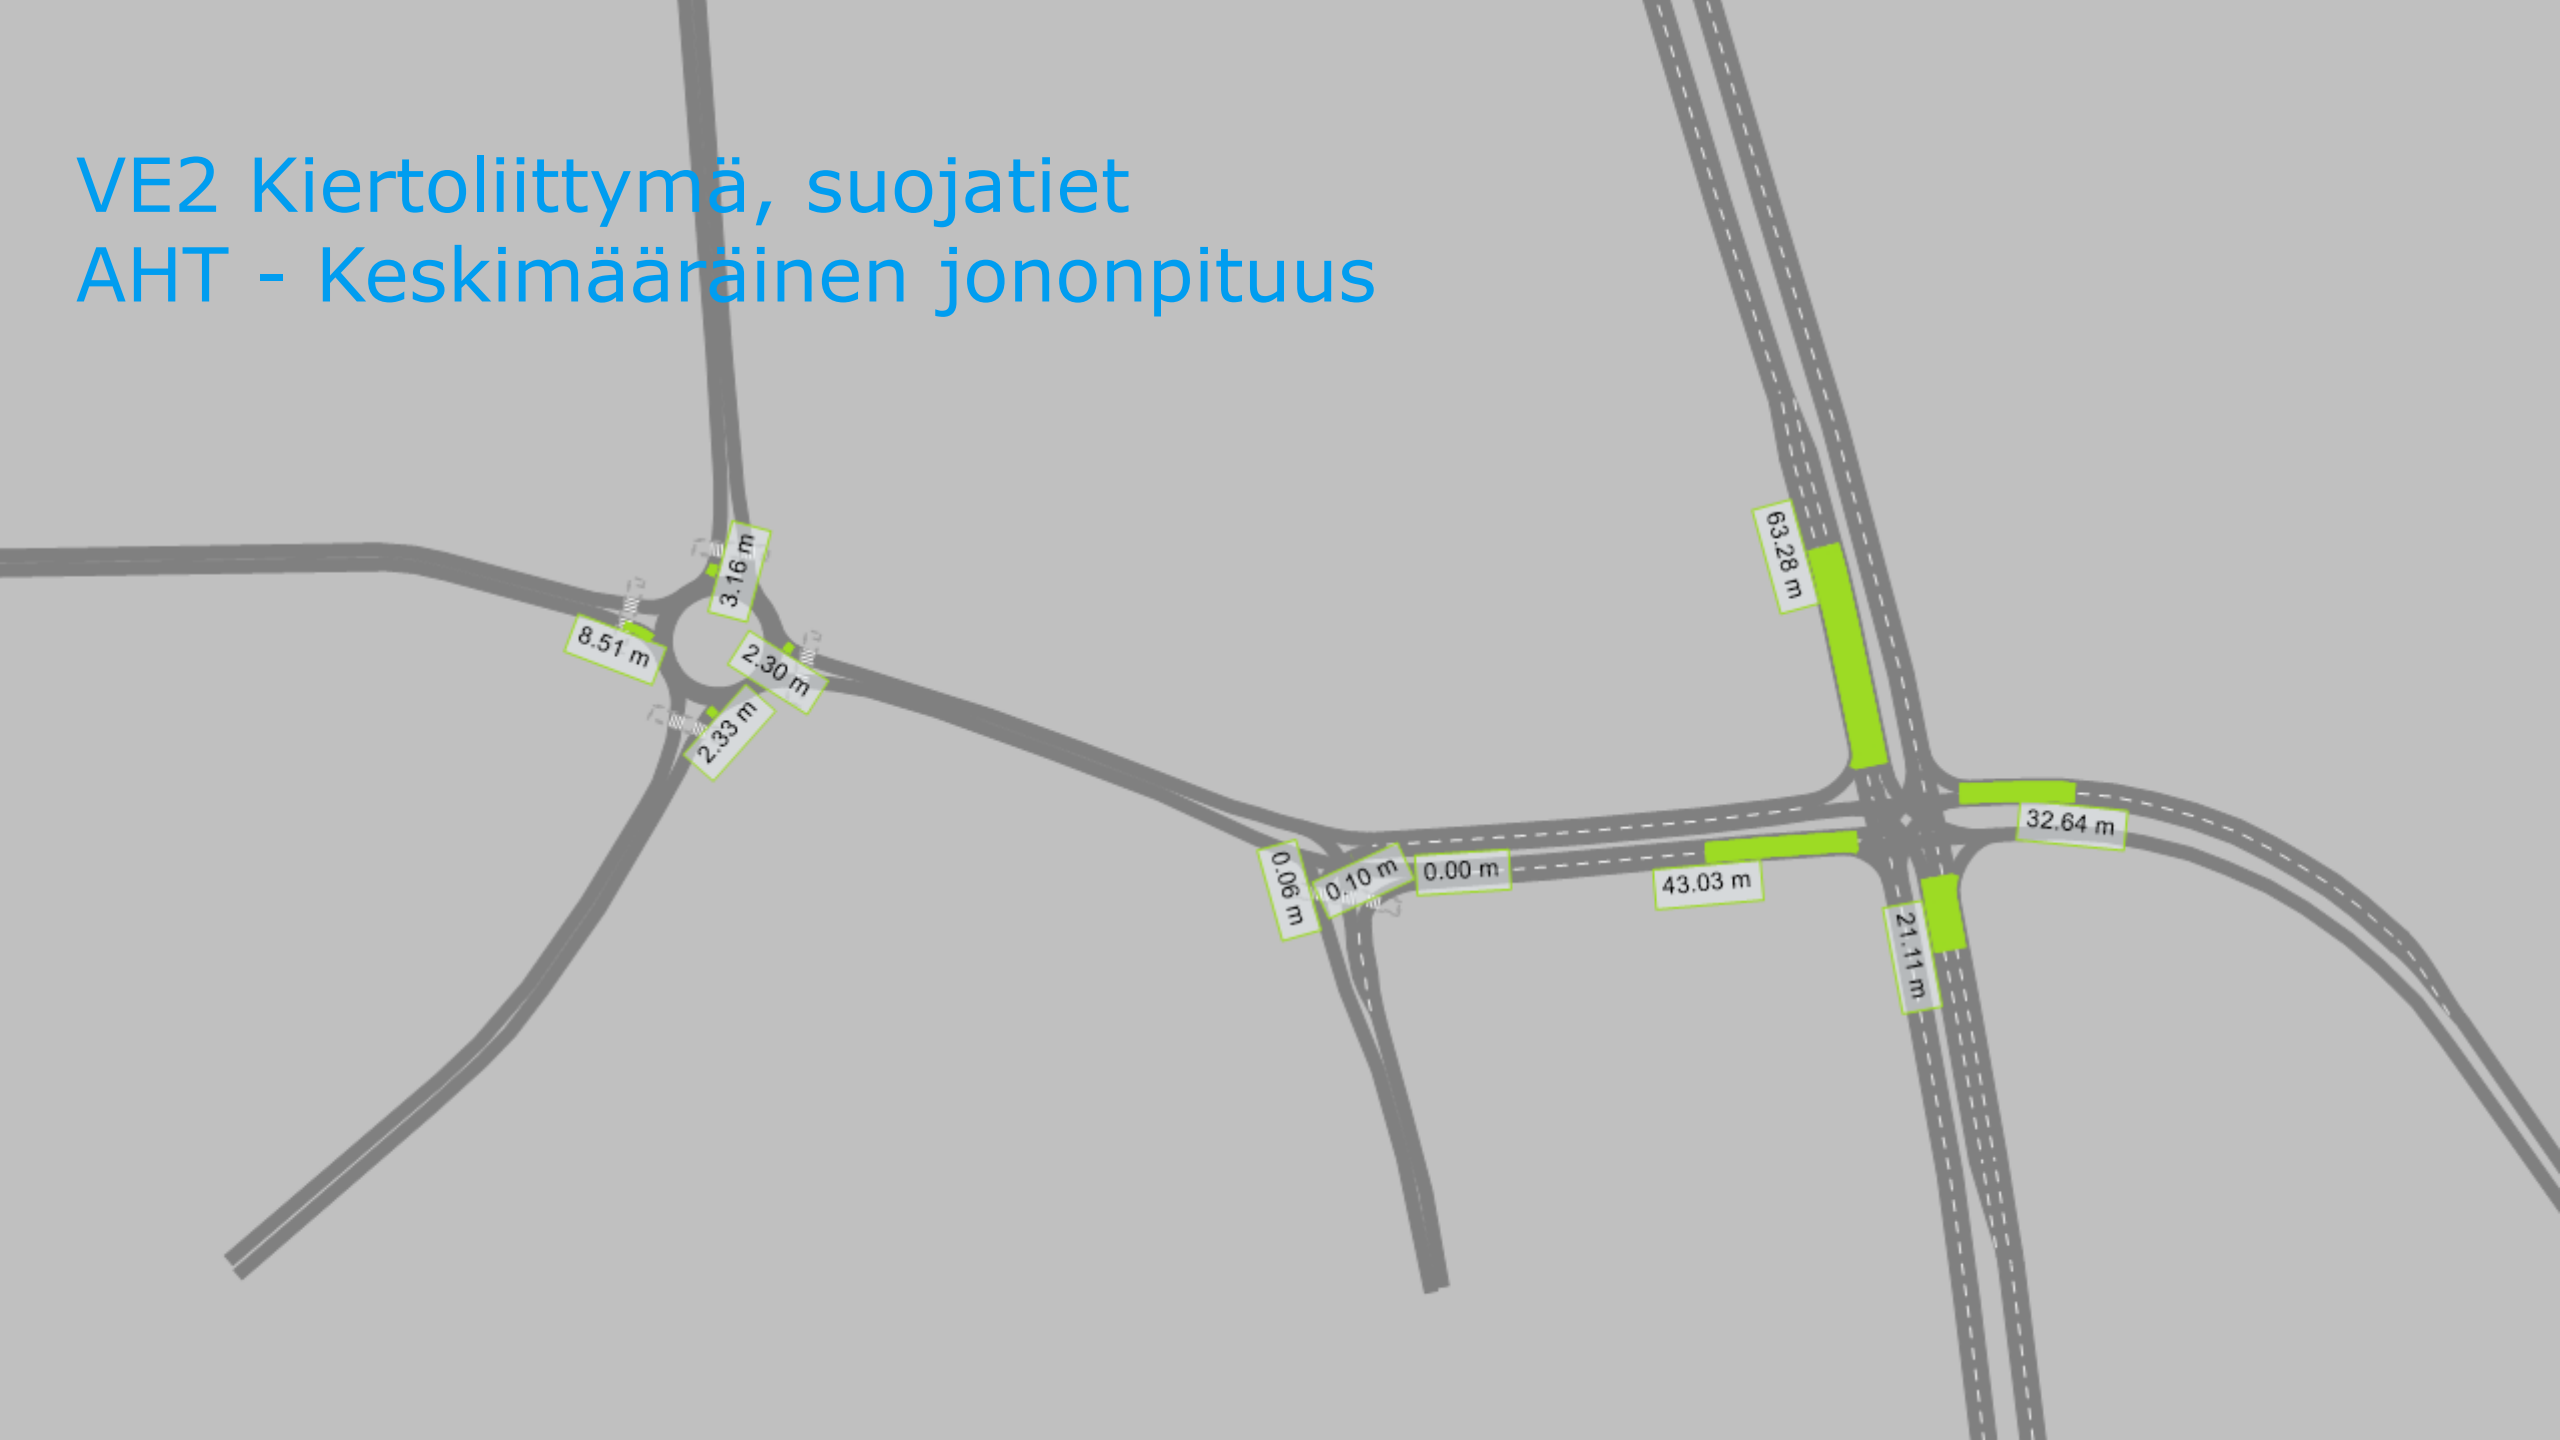 VE2 Kiertoliittymä, suojatiet
AHT - Keskimääräinen jononpituus
63.28 m
3.16 m
8.51 m
2.30 m
2.33 m
32.64 m
0.06 m
0.10 m
0.00 m
43.03 m
21.11 m